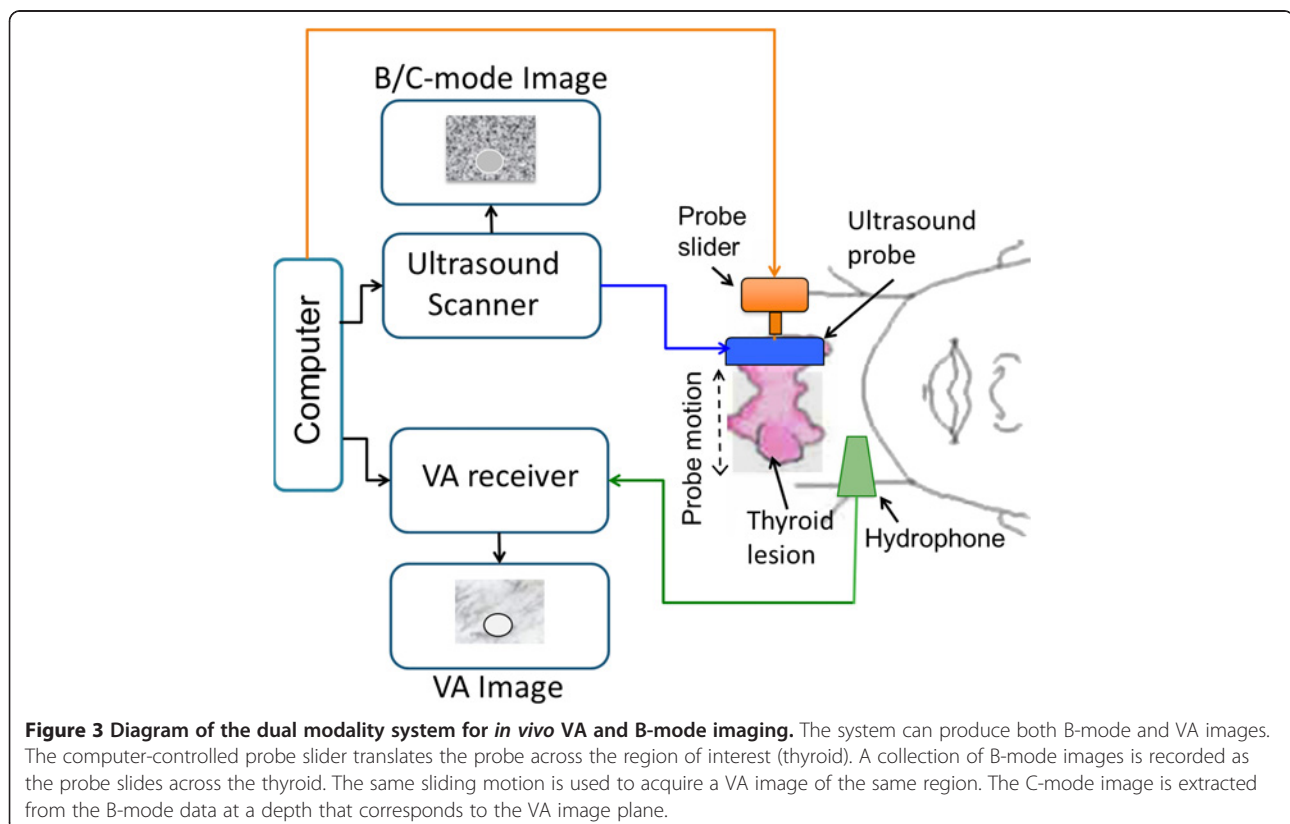 B/C-mode Image
Probe
slider
Ultrasound
probe
Ultrasound
Scanner
Computer
Probe motion
VA receiver
Thyroid
lesion
Hydrophone
VA Image
Figure 3 Diagram of the dual modality system for in vivo VA and B-mode imaging. The system can produce both B-mode and VA images.
The computer-controlled probe slider translates the probe across the region of interest (thyroid). A collection of B-mode images is recorded as
the probe slides across the thyroid. The same sliding motion is used to acquire a VA image of the same region. The C-mode image is extracted
from the B-mode data at a depth that corresponds to the VA image plane.